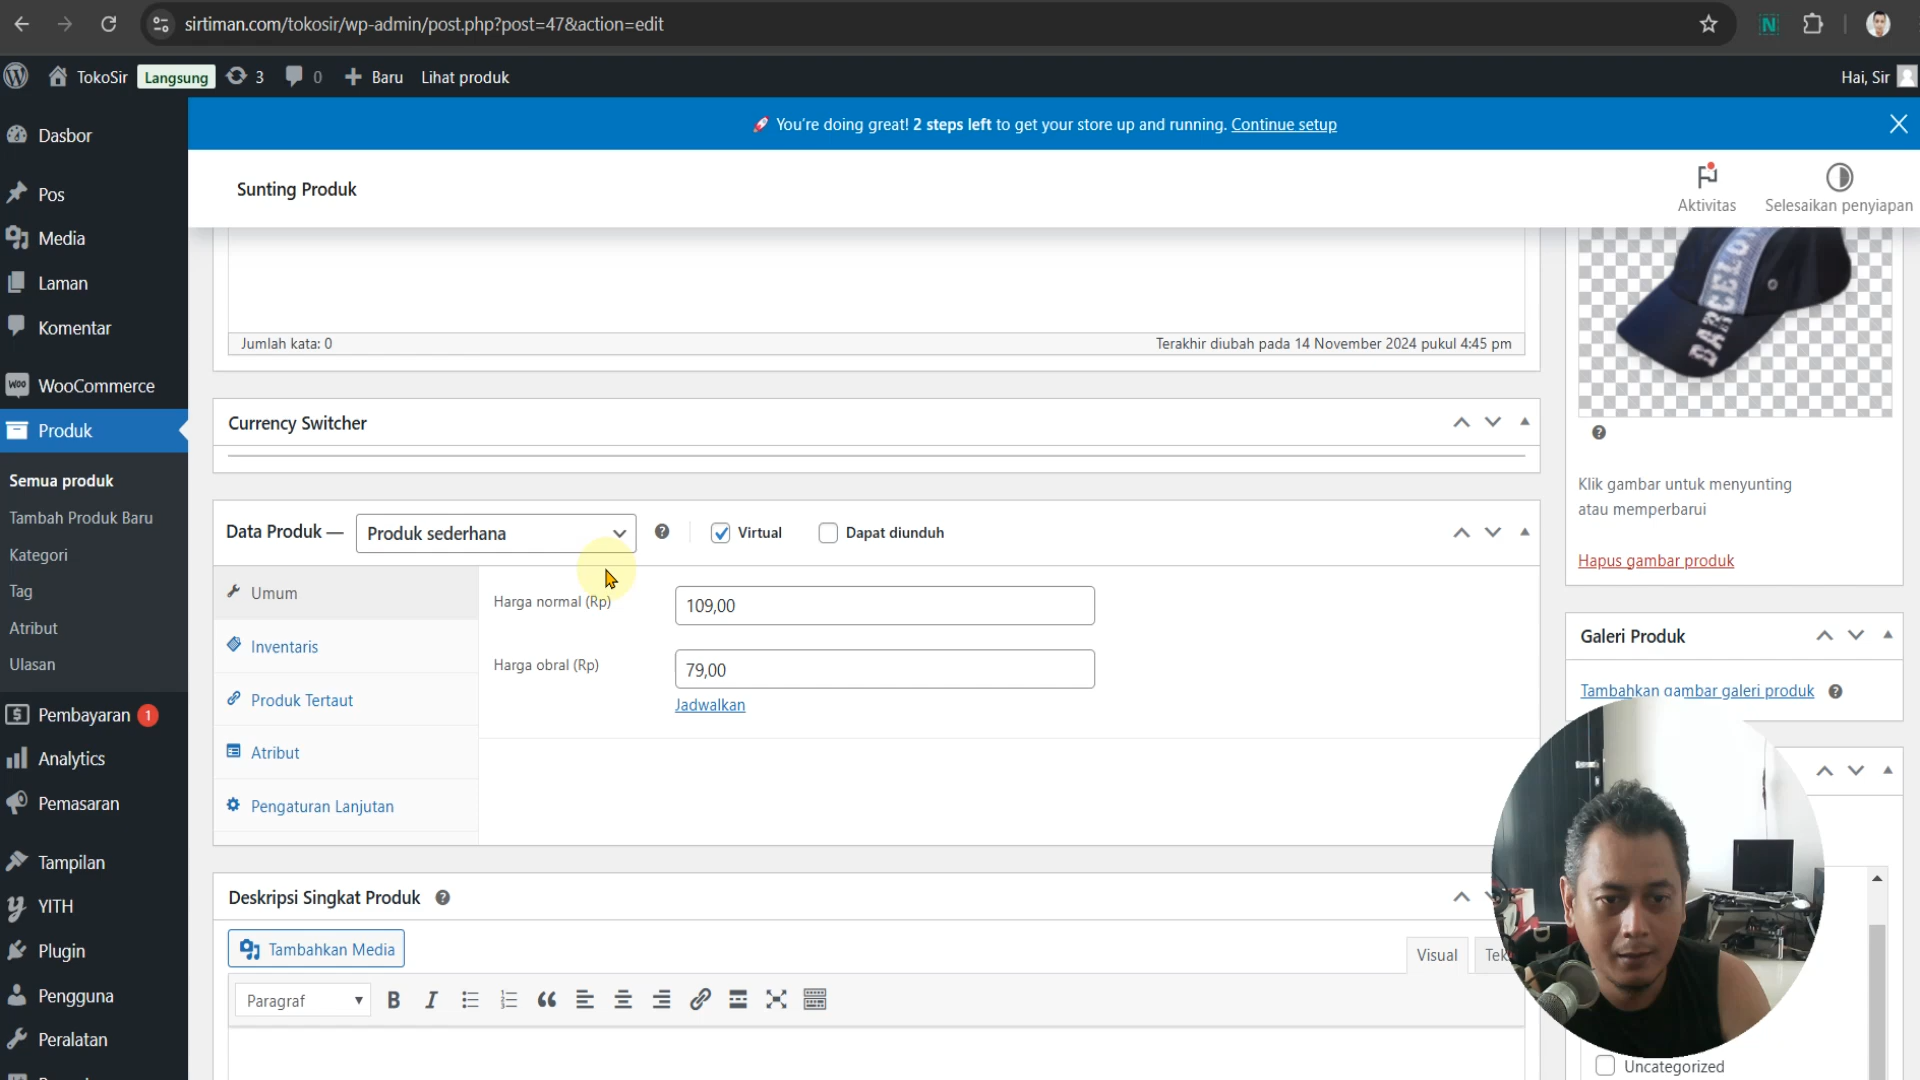 sirtiman.com/tokosir/wp-admin/post.php?post=47&action=edit
N
TokoSir Langsung 3 0 Baru Lihat produk Hai, Sir
Dasbor
Pos
Media
Laman
Komentar
WooCommerce
Produk
Semua produk
Tambah Produk Baru
Kategori
Tag
Atribut
Ulasan
Pembayaran 1
Analytics
Pemasaran
Tampilan
YITH
Plugin
Pengguna
Peralatan
🚀 You're doing great! 2 steps left to get your store up and running. Continue setup
Sunting Produk
Aktivitas
Selesaikan penyiapan
Jumlah kata: 0
Terakhir diubah pada 14 November 2024 pukul 4:45 pm
Currency Switcher
Data Produk — Produk sederhana Virtual Dapat diunduh
Umum
Inventaris
Produk Tertaut
Atribut
Pengaturan Lanjutan
Harga normal (Rp) 109,00
Harga obral (Rp) 79,00
Jadwalkan
Deskripsi Singkat Produk
Tambahkan Media
Visual
Paragraf
Klik gambar untuk menyunting
atau memperbarui
Hapus gambar produk
Galeri Produk
Tambahkan gambar galeri produk
Uncategorized